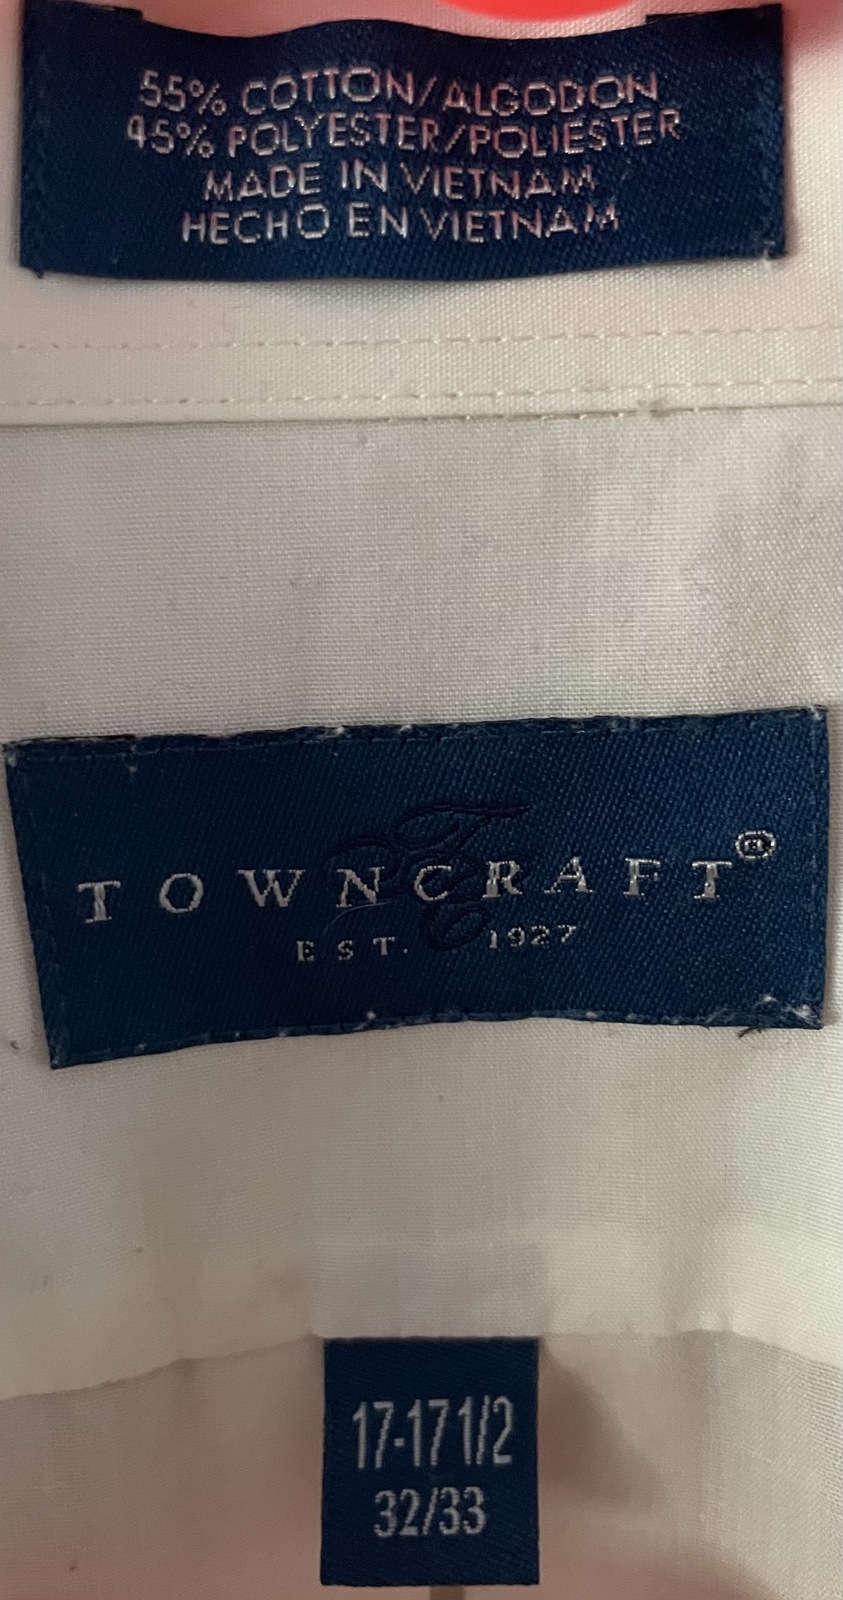 55% COTTON/ALGODON
45% POLYESTER/POLIESTER
MADE IN VIETNAM
HECHO EN VIETNAM
TOWNCRAFT®
EST. 1927
17-17 1/2
32/33